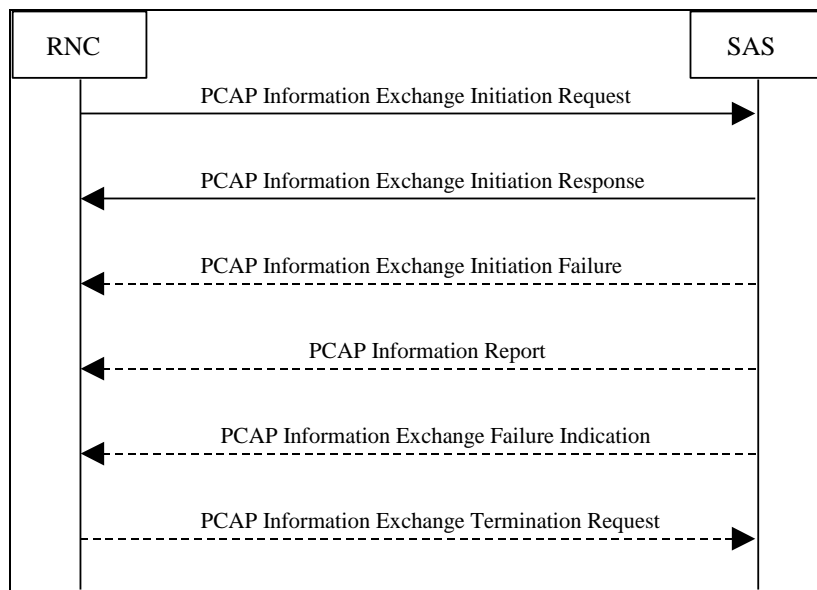 RNC
SAS
PCAP Information Exchange Initiation Request
PCAP Information Exchange Initiation Response
PCAP Information Exchange Initiation Failure
PCAP Information Report
PCAP Information Exchange Failure Indication
PCAP Information Exchange Termination Request